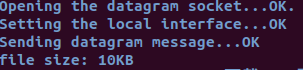 Opening the datagram socket...OK.
Setting the local interface...OK.
Sending datagram message...OK
file size: 10KB